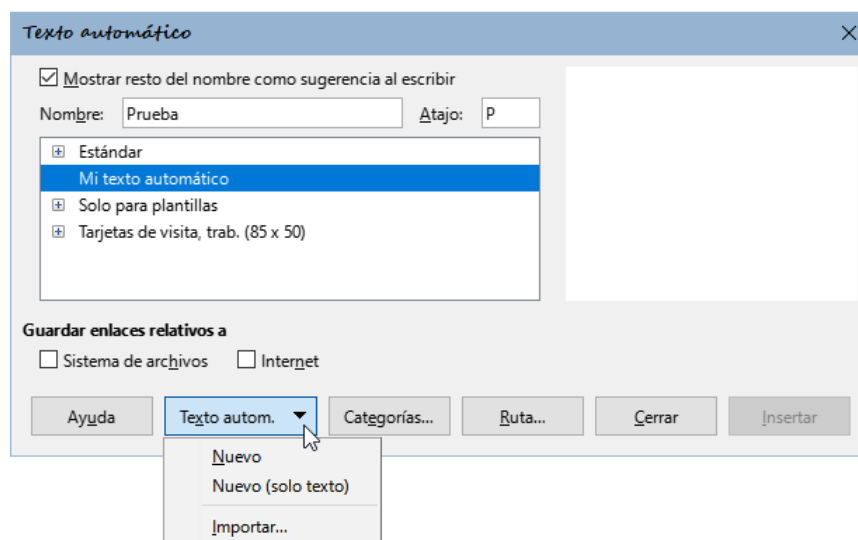 Texto automático
Mostrar resto del nombre como sugerencia al escribir
Nombre: Prueba Atajo: P
Estándar
Mi texto automático
Solo para plantillas
Tarjetas de visita, trab. (85 x 50)
Guardar enlaces relativos a
Sistema de archivos Internet
Ayuda Texto autom. Categorías... Ruta... Cerrar Insertar
Nuevo
Nuevo (solo texto)
Importar...